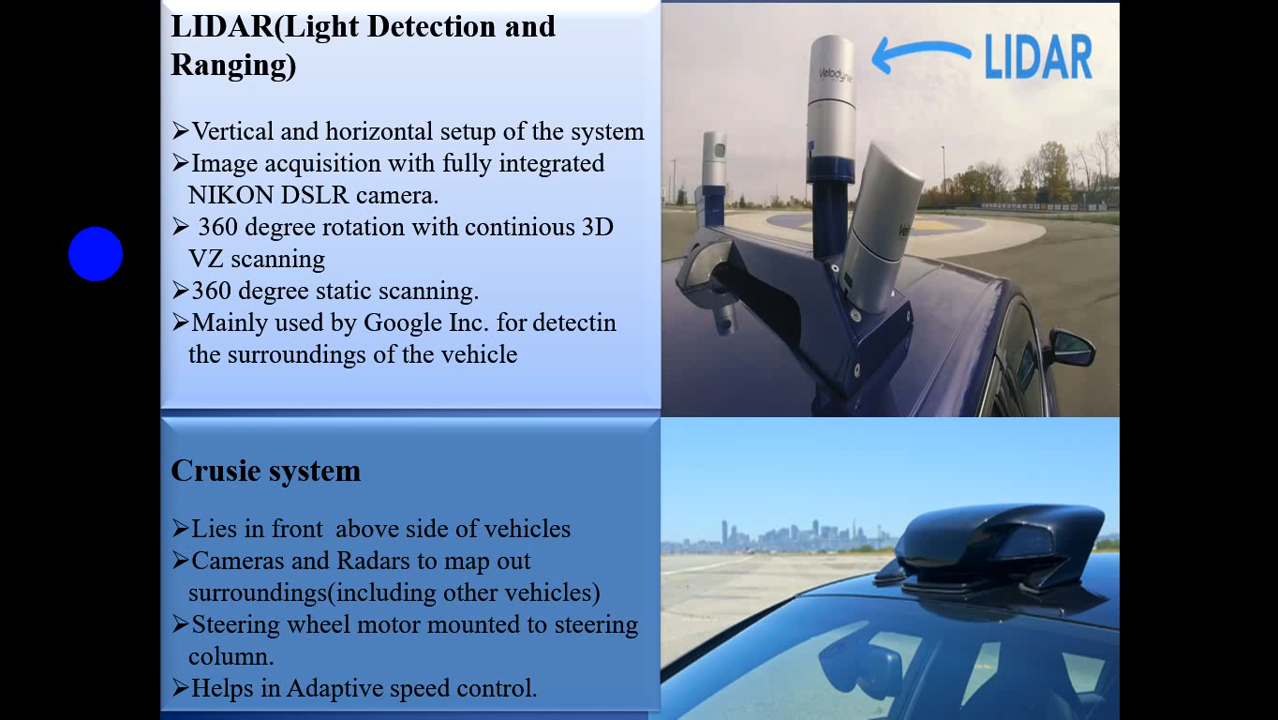 LIDAR(Light Detection and
Ranging)
➢Vertical and horizontal setup of the system
➢Image acquisition with fully integrated
NIKON DSLR camera.
➢ 360 degree rotation with continious 3D
VZ scanning
➢360 degree static scanning.
➢Mainly used by Google Inc. for detectin
the surroundings of the vehicle
LIDAR
Velodyne
Crusie system
➢Lies in front  above side of vehicles
➢Cameras and Radars to map out
surroundings(including other vehicles)
➢Steering wheel motor mounted to steering
column.
➢Helps in Adaptive speed control.